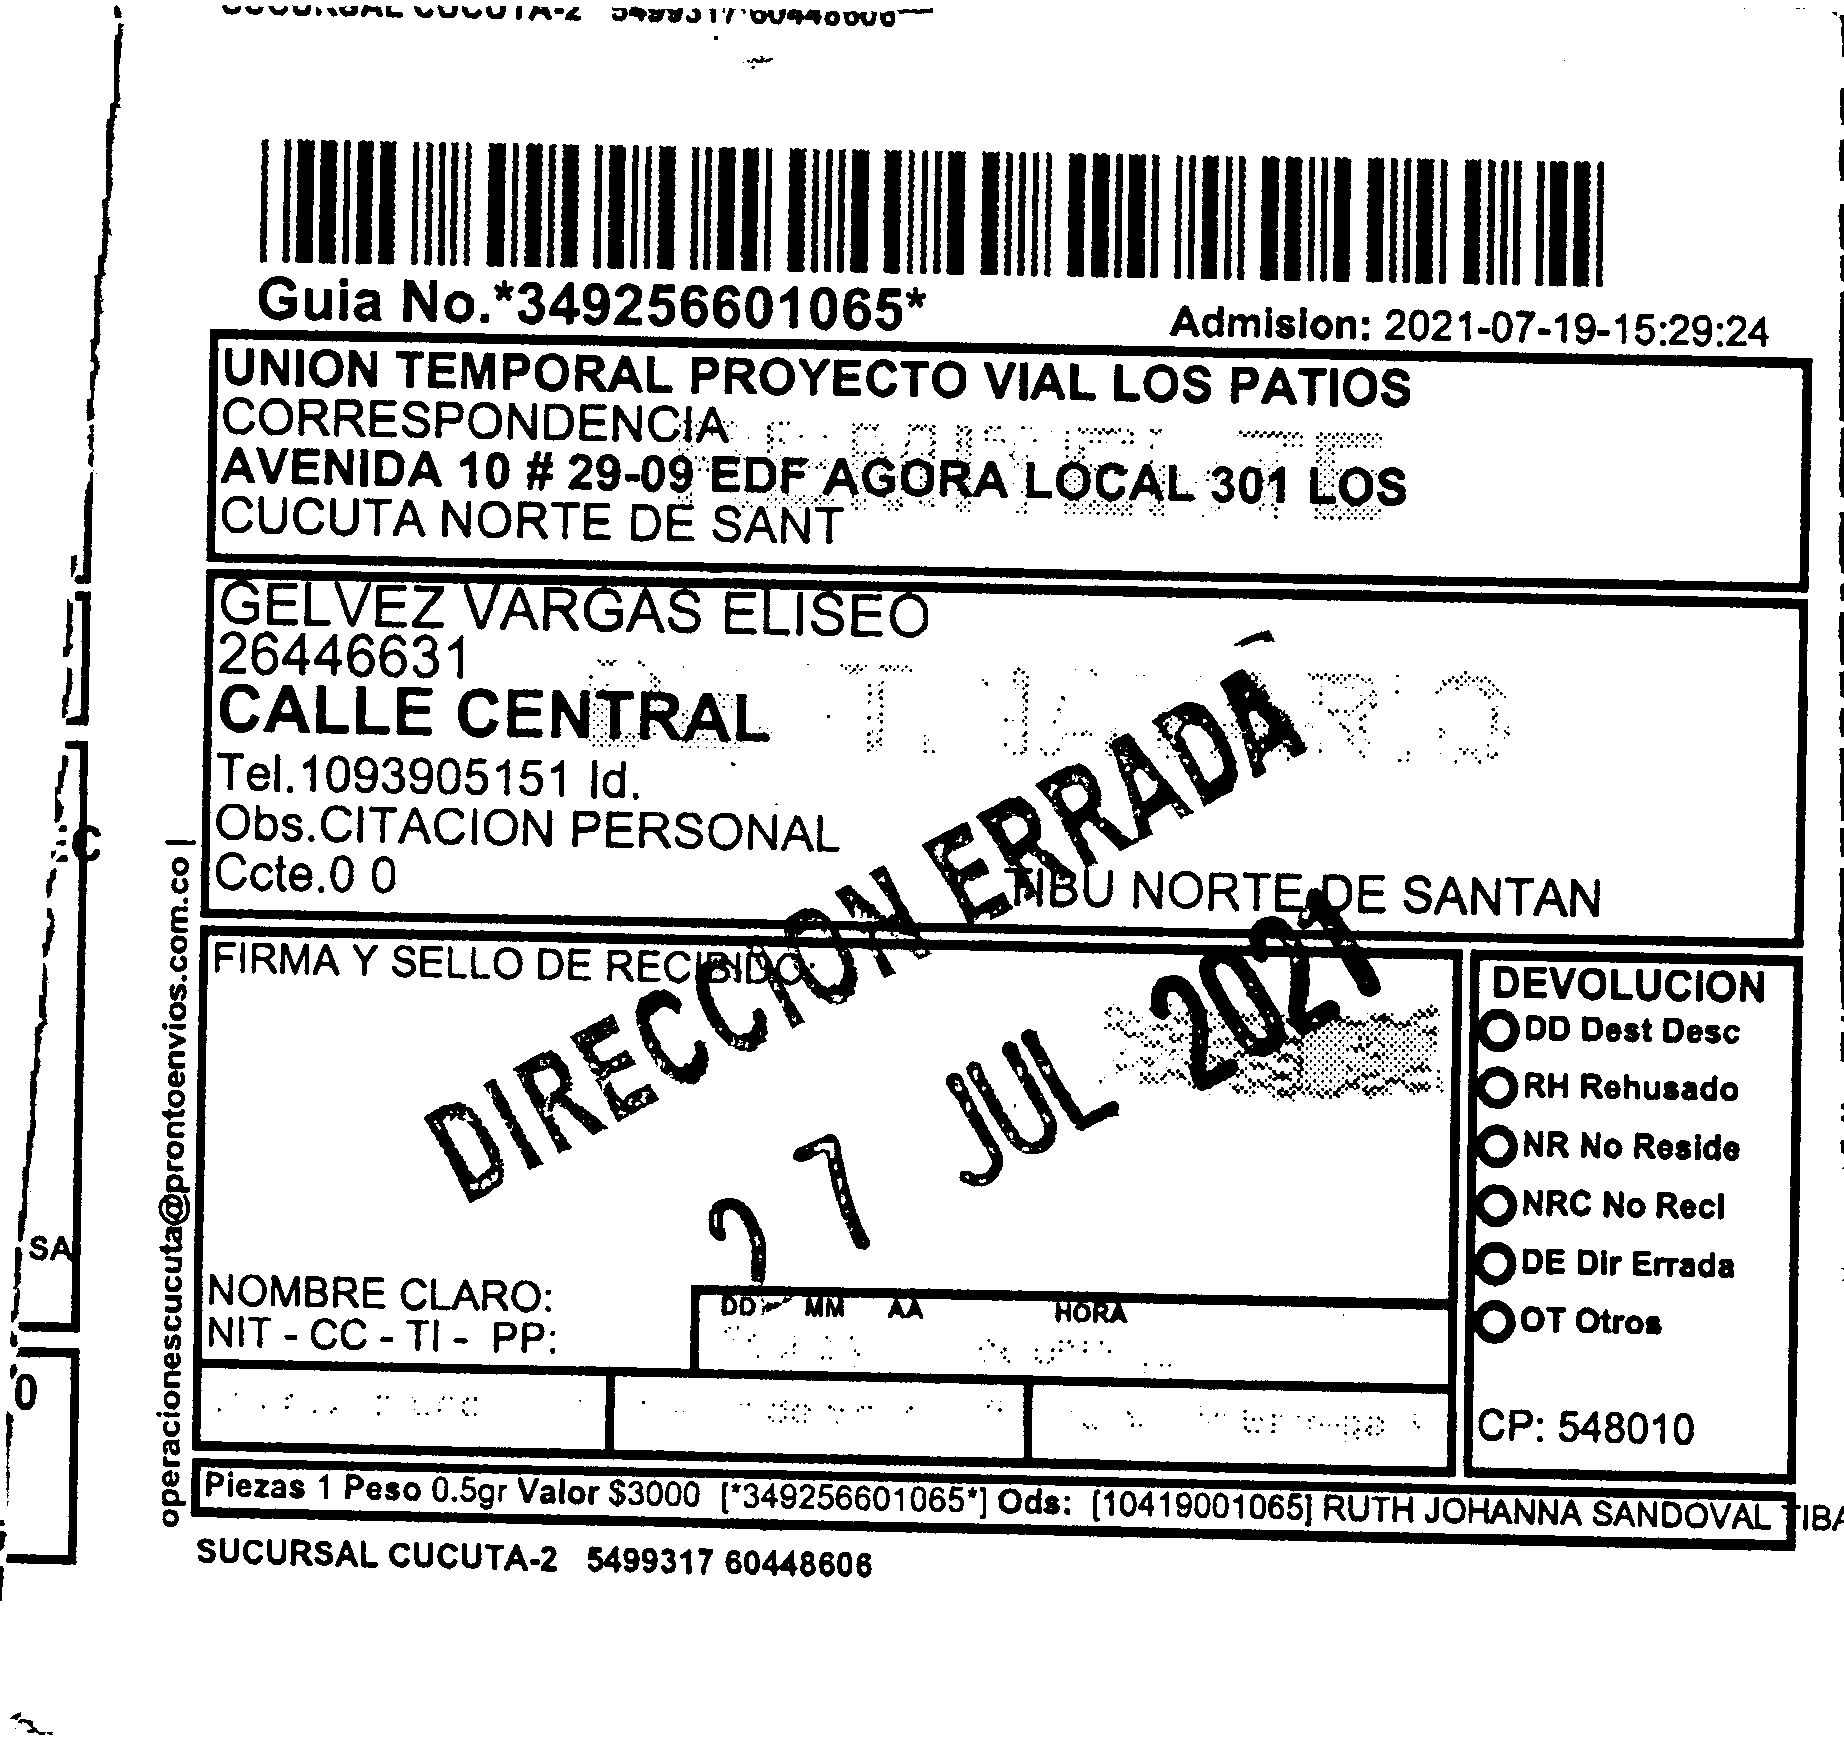 SUCURSAL CUCUTA-2 5499317 60448606
Guia No.*349256601065*
Admision: 2021-07-19-15:29:24
UNION TEMPORAL PROYECTO VIAL LOS PATIOS
CORRESPONDENCIA
AVENIDA 10 # 29-09 EDF AGORA LOCAL 301 LOS
CUCUTA NORTE DE SANT
GELVEZ VARGAS ELISEO
26446631
CALLE CENTRAL
Tel.1093905151 Id.
Obs.CITACION PERSONAL
Ccte.0 0
TIBU NORTE DE SANTAN
DIRECCION ERRADA
27 JUL 2021
FIRMA Y SELLO DE RECIBIDO:
NOMBRE CLARO:
NIT - CC - TI - PP:
DD MM AA HORA
DEVOLUCION
DD Dest Desc
RH Rehusado
NR No Reside
NRC No Recl
DE Dir Errada
OT Otros
CP: 548010
Piezas 1 Peso 0.5gr Valor $3000 [*349256601065*] Ods: [10419001065] RUTH JOHANNA SANDOVAL TIBA
SUCURSAL CUCUTA-2 5499317 60448606
operacionescucuta@prontoenvios.com.co |
C
SA
0